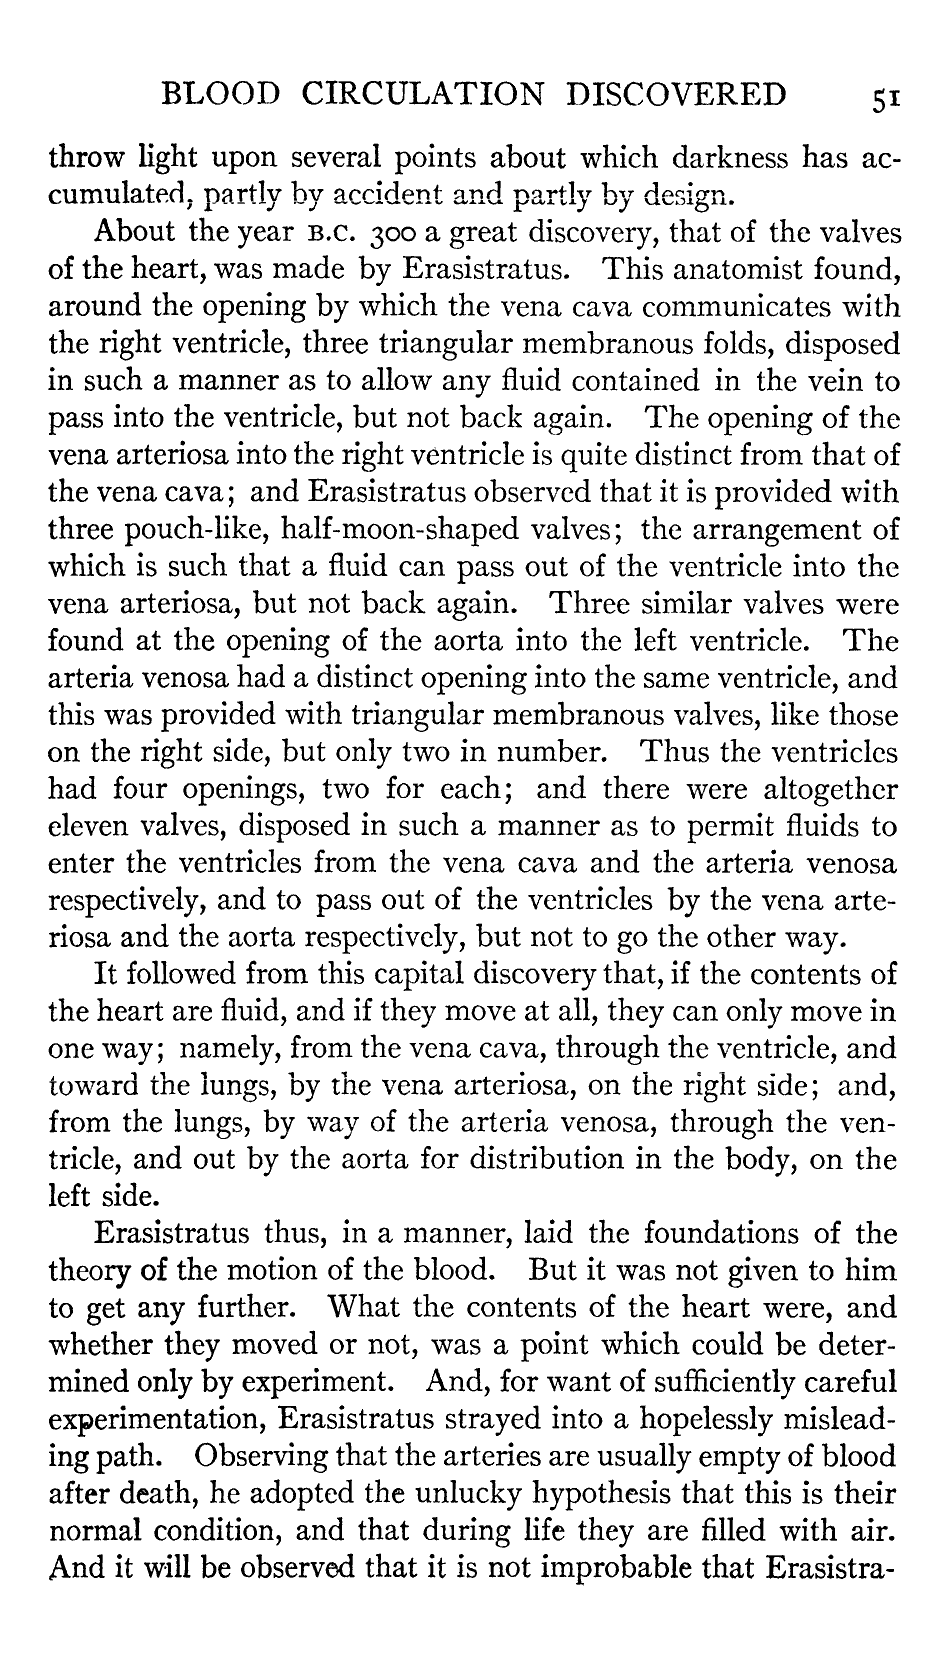 BLOOD CIRCULATION DISCOVERED 51
throw light upon several points about which darkness has ac-
cumulated, partly by accident and partly by design.
About the year B.C. 300 a great discovery, that of the valves
of the heart, was made by Erasistratus. This anatomist found,
around the opening by which the vena cava communicates with
the right ventricle, three triangular membranous folds, disposed
in such a manner as to allow any fluid contained in the vein to
pass into the ventricle, but not back again. The opening of the
vena arteriosa into the right ventricle is quite distinct from that of
the vena cava; and Erasistratus observed that it is provided with
three pouch-like, half-moon-shaped valves; the arrangement of
which is such that a fluid can pass out of the ventricle into the
vena arteriosa, but not back again. Three similar valves were
found at the opening of the aorta into the left ventricle. The
arteria venosa had a distinct opening into the same ventricle, and
this was provided with triangular membranous valves, like those
on the right side, but only two in number. Thus the ventricles
had four openings, two for each; and there were altogether
eleven valves, disposed in such a manner as to permit fluids to
enter the ventricles from the vena cava and the arteria venosa
respectively, and to pass out of the ventricles by the vena arte-
riosa and the aorta respectively, but not to go the other way.
It followed from this capital discovery that, if the contents of
the heart are fluid, and if they move at all, they can only move in
one way; namely, from the vena cava, through the ventricle, and
toward the lungs, by the vena arteriosa, on the right side; and,
from the lungs, by way of the arteria venosa, through the ven-
tricle, and out by the aorta for distribution in the body, on the
left side.
Erasistratus thus, in a manner, laid the foundations of the
theory of the motion of the blood. But it was not given to him
to get any further. What the contents of the heart were, and
whether they moved or not, was a point which could be deter-
mined only by experiment. And, for want of sufficiently careful
experimentation, Erasistratus strayed into a hopelessly mislead-
ing path. Observing that the arteries are usually empty of blood
after death, he adopted the unlucky hypothesis that this is their
normal condition, and that during life they are filled with air.
And it will be observed that it is not improbable that Erasistra-